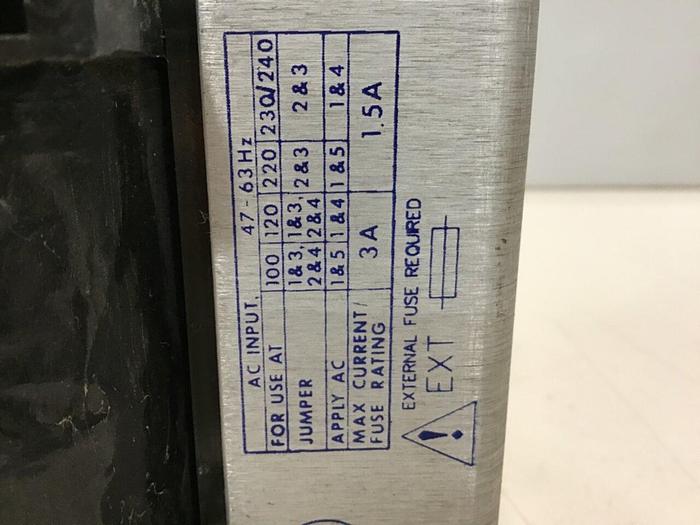 AC INPUT, 47-63Hz
FOR USE AT 100 120 220 230/240
JUMPER 1&3, 2&4 1&3, 2&4 2&3 2&3
APPLY AC 1&5 1&4 1&5 1&4
MAX CURRENT/ FUSE RATING 3A 1.5A
EXTERNAL FUSE REQUIRED
! EXT